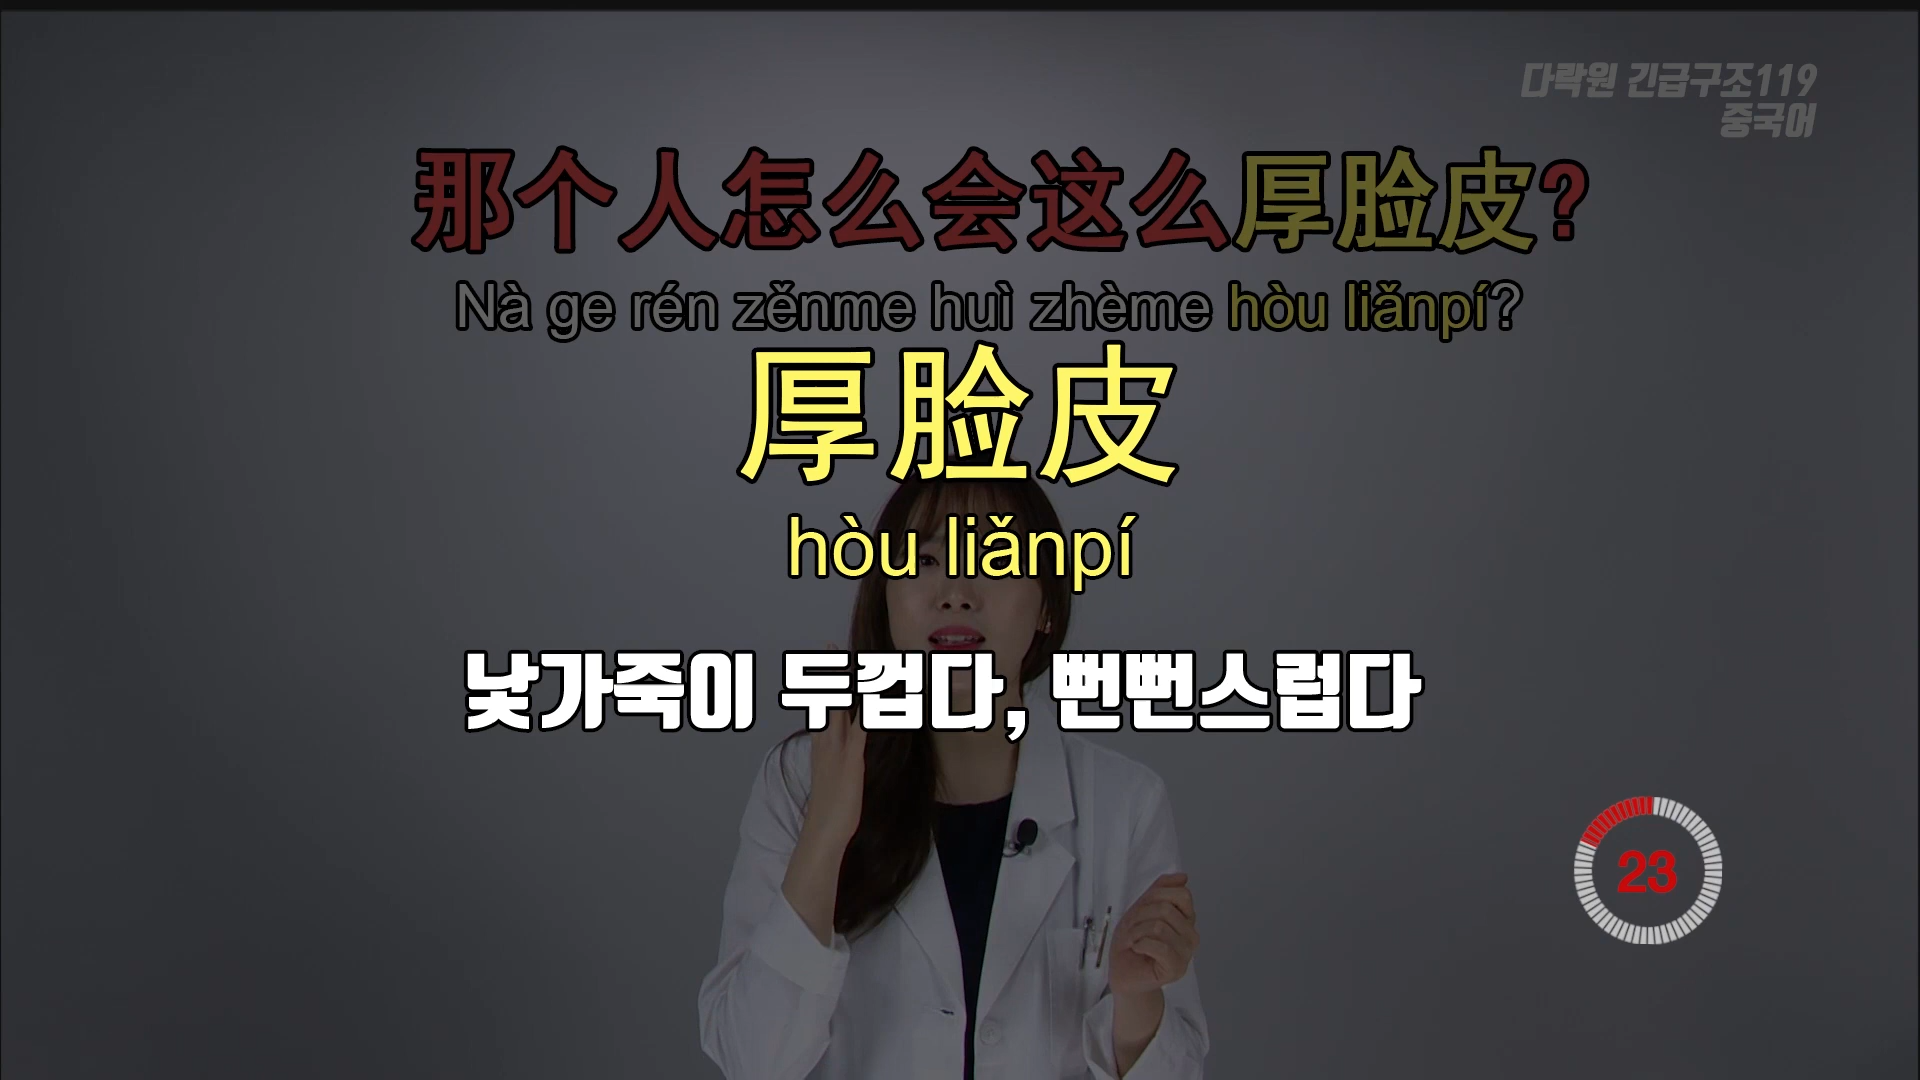 다락원 긴급구조119
중국어
那个人怎么会这么厚脸皮?
Nà ge rén zěnme huì zhème hòu liǎnpí?
厚脸皮
hòu liǎnpí
낯가죽이 두껍다, 뻔뻔스럽다
23